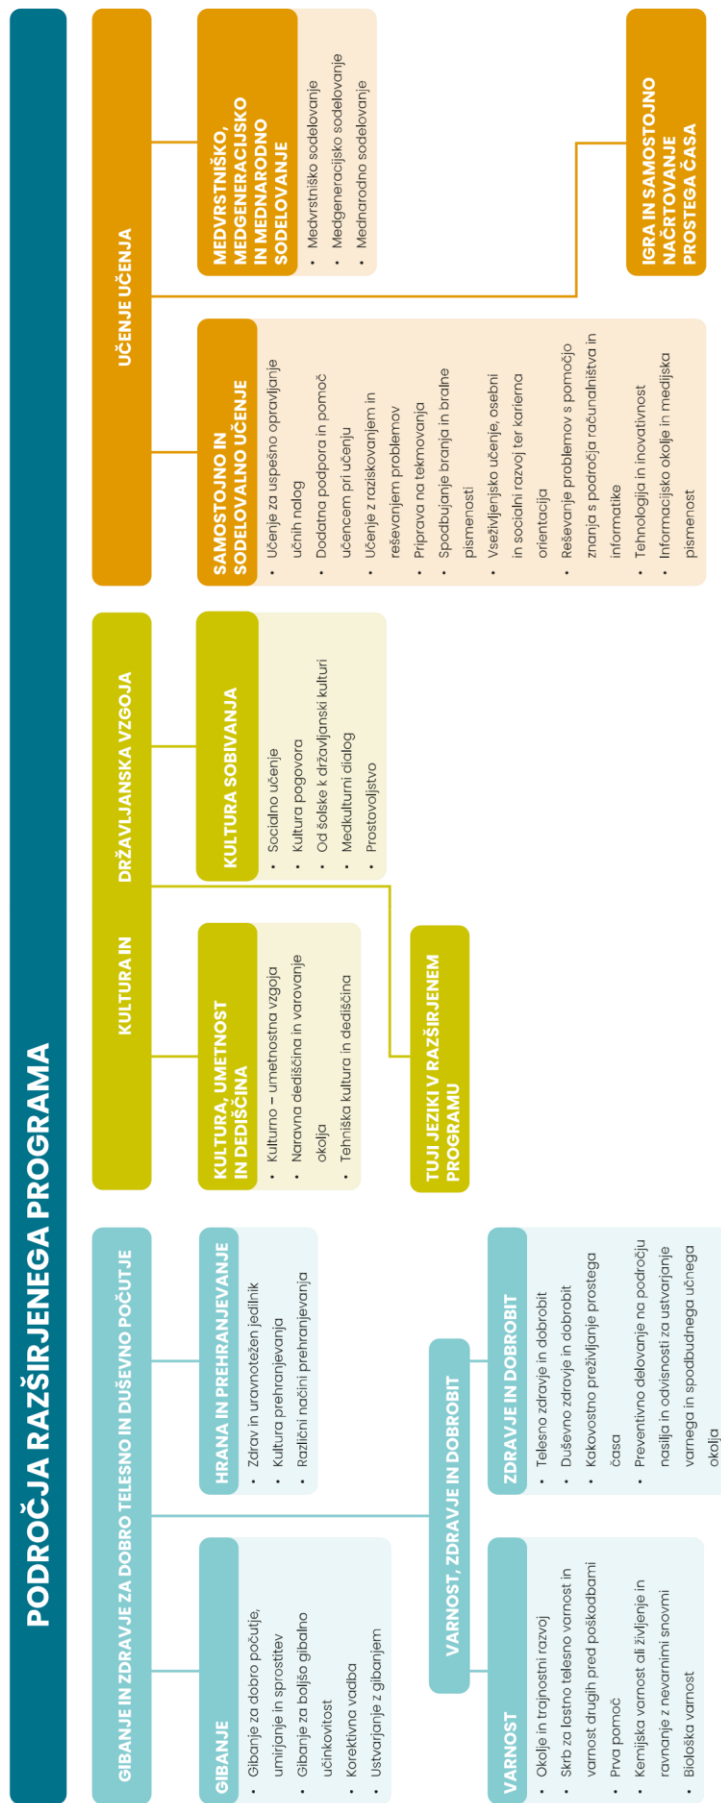 PODROČJA RAZŠIRJENEGA PROGRAMA
GIBANJE IN ZDRAVJE ZA DOBRO TELESNO IN DUŠEVNO POČUTJE
GIBANJE
• Gibanje za dobro počutje,
umirjanje in sprostitev
• Gibanje za boljšo gibalno
učinkovitost
• Korektivna vadba
• Ustvarjanje z gibanjem
HRANA IN PREHRANJEVANJE
• Zdrav in uravnotežen jedilnik
• Kultura prehranjevanja
• Različni načini prehranjevanja
VARNOST, ZDRAVJE IN DOBROBIT
VARNOST
• Okolje in trajnostni razvoj
• Skrb za lastno telesno varnost in
varnost drugih pred poškodbami
• Prva pomoč
• Kemijska varnost ali življenje in
ravnanje z nevarnimi snovmi
• Biološka varnost
ZDRAVJE IN DOBROBIT
• Telesno zdravje in dobrobit
• Duševno zdravje in dobrobit
• Kakovostno preživljanje prostega
časa
• Preventivno delovanje na področju
nasilja in odvisnosti za ustvarjanje
varnega in spodbudnega učnega
okolja
KULTURA IN DRŽAVLJANSKA VZGOJA
KULTURA, UMETNOST
IN DEDIŠČINA
• Kulturno – umetnostna vzgoja
• Naravna dediščina in varovanje
okolja
• Tehniška kultura in dediščina
KULTURA SOBIVANJA
• Socialno učenje
• Kultura pogovora
• Od šolske k državljanski kulturi
• Medkulturni dialog
• Prostovoljstvo
TUJI JEZIKI V RAZŠIRJENEM
PROGRAMU
UČENJE UČENJA
SAMOSTOJNO IN
SODELOVALNO UČENJE
• Učenje za uspešno opravljanje
učnih nalog
• Dodatna podpora in pomoč
učencem pri učenju
• Učenje z raziskovanjem in
reševanjem problemov
• Priprava na tekmovanja
• Spodbujanje branja in bralne
pismenosti
• Vseživljenjsko učenje, osebni
in socialni razvoj ter karierna
orientacija
• Reševanje problemov s pomočjo
znanja s področja računalništva in
informatike
• Tehnologija in inovativnost
• Informacijsko okolje in medijska
pismenost
MEDVRSTNIŠKO,
MEDGENERACIJSKO
IN MEDNARODNO
SODELOVANJE
• Medvrstniško sodelovanje
• Medgeneracijsko sodelovanje
• Mednarodno sodelovanje
IGRA IN SAMOSTOJNO
NAČRTOVANJE
PROSTEGA ČASA